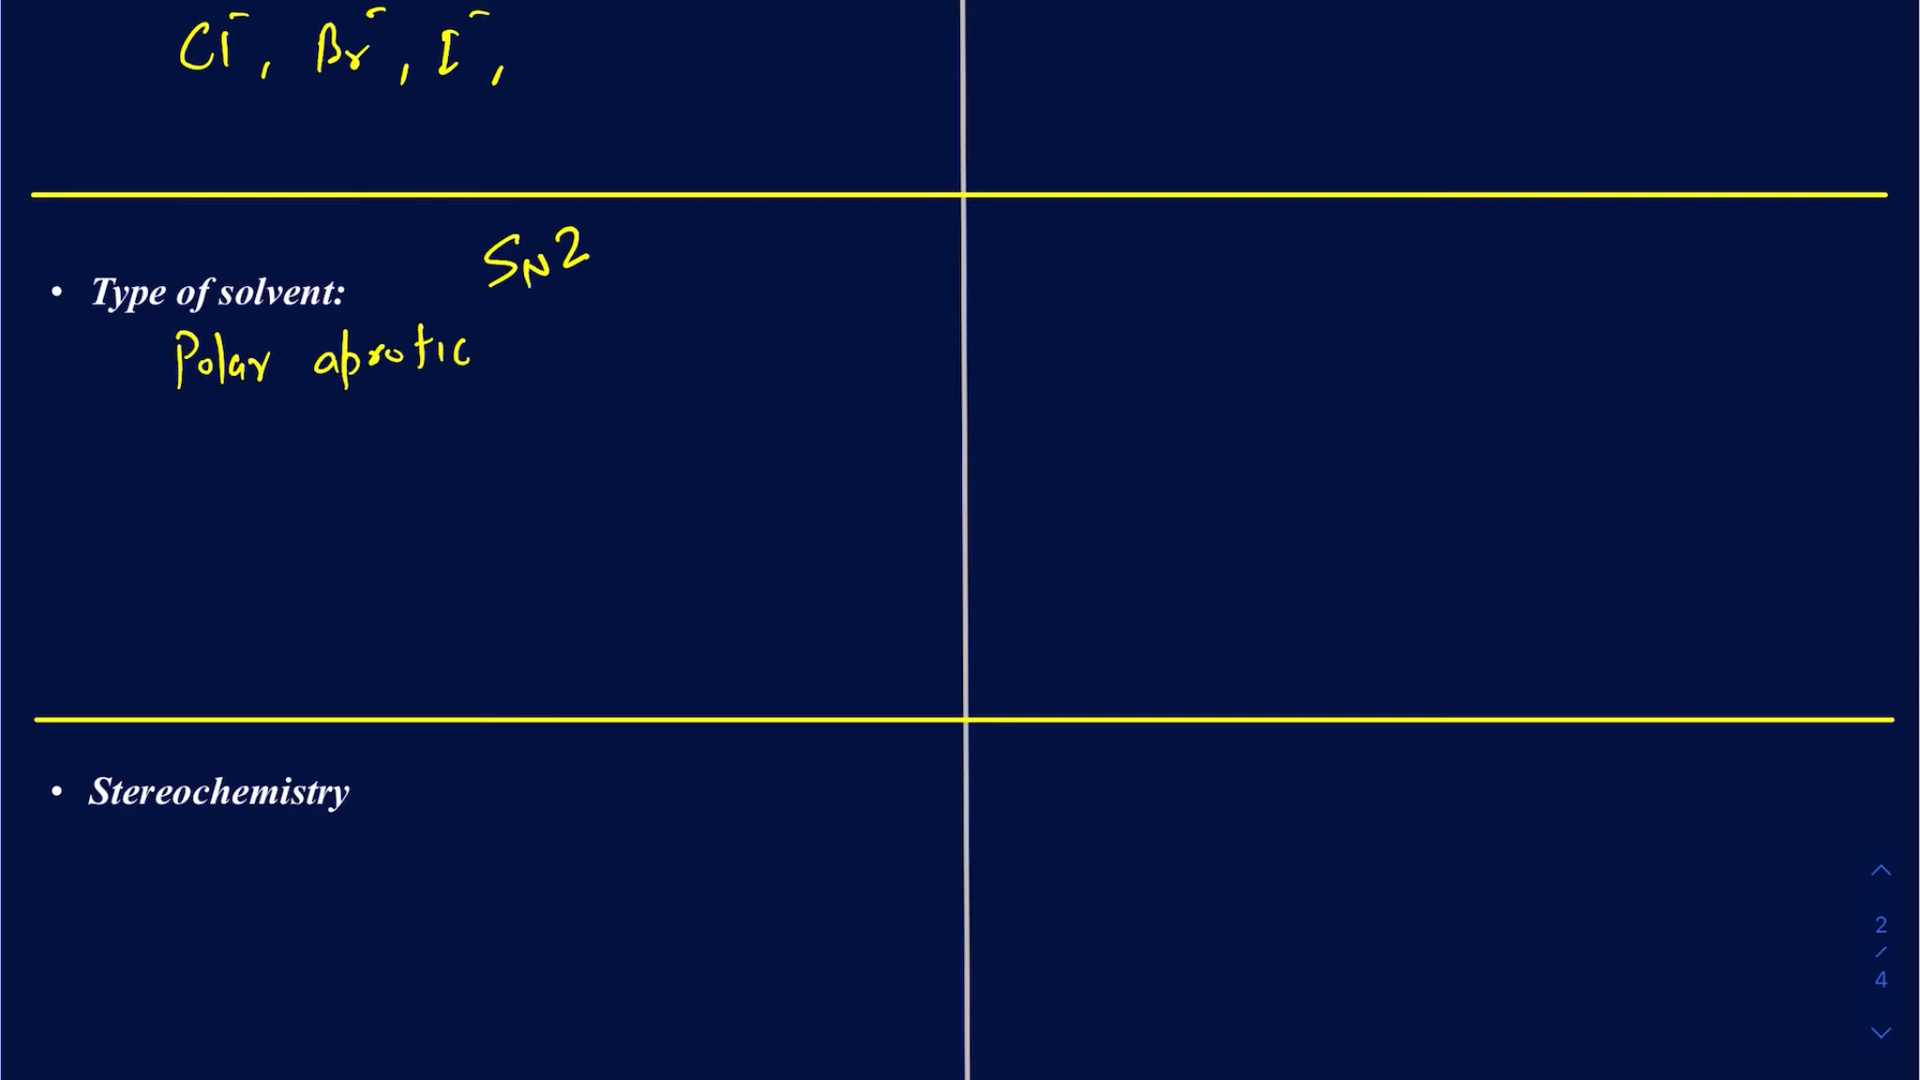 Cl⁻, Br⁻, I⁻,
SN2
• Type of solvent:
Polar aprotic
• Stereochemistry
2
/
4